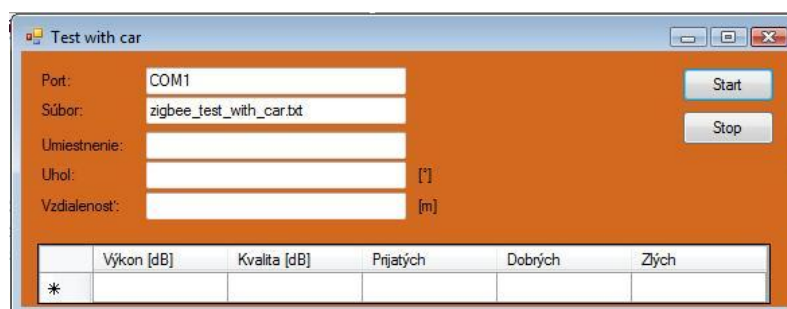 Test with car
Port: COM1
Start
Súbor: zigbee_test_with_car.txt
Stop
Umiestnenie:
Uhol: [°]
Vzdialenosť: [m]
Výkon [dB] Kvalita [dB] Prijatých Dobrých Zlých